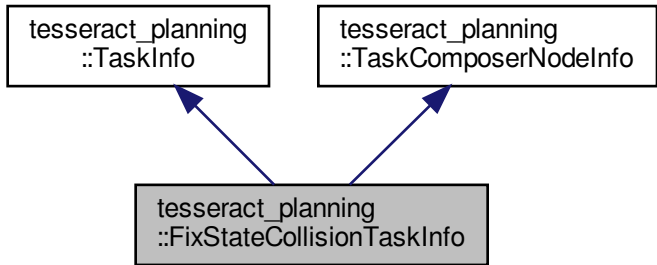 tesseract_planning
::TaskInfo
tesseract_planning
::TaskComposerNodeInfo
tesseract_planning
::FixStateCollisionTaskInfo